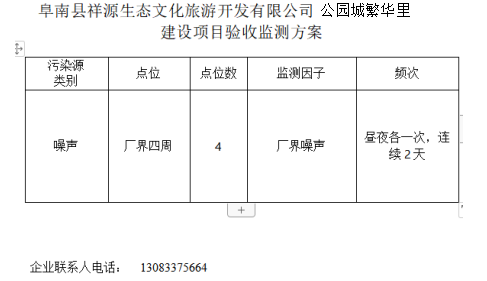 阜南县祥源生态文化旅游开发有限公司 公园城繁华里
建设项目验收监测方案
污染源
类别
点位
点位数
监测因子
频次
噪声
厂界四周
4
厂界噪声
昼夜各一次，连
续 2 天
企业联系人电话： 13083375664